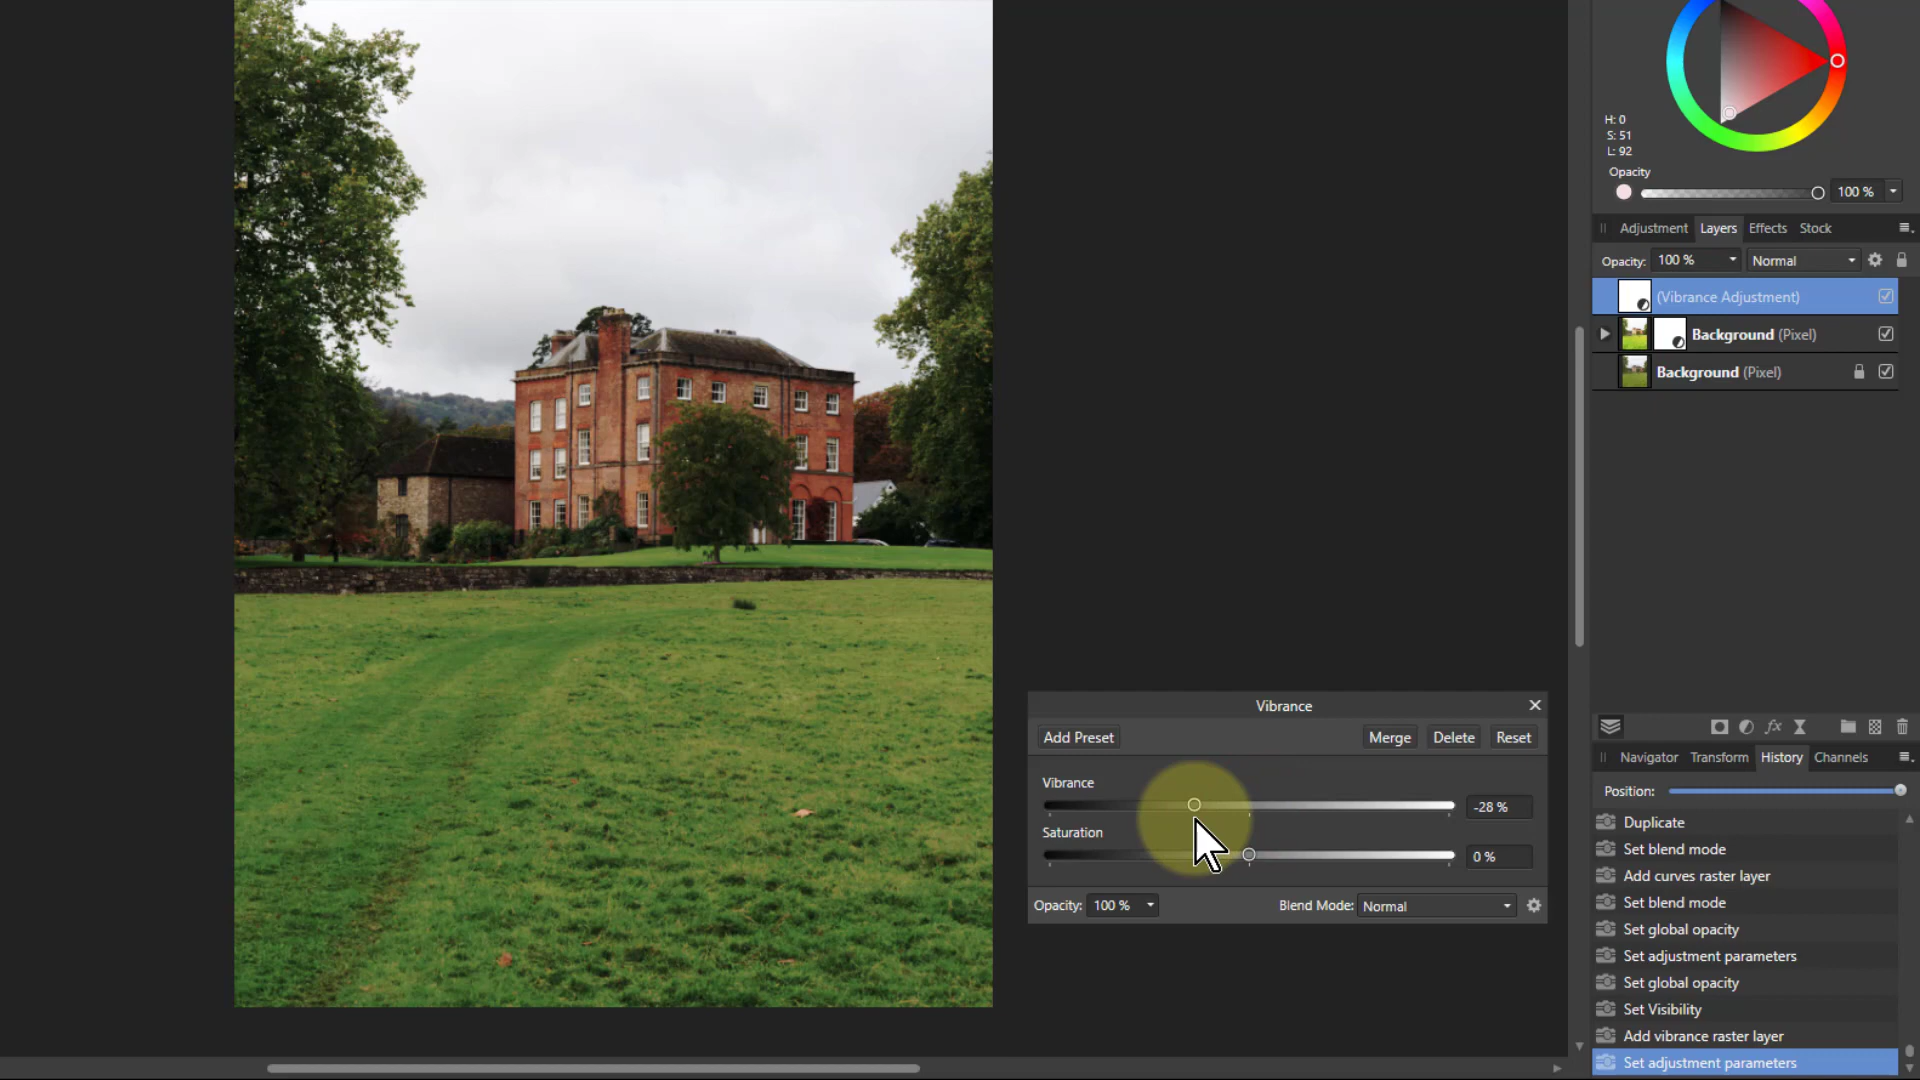 H: 0
S: 51
L: 92
Opacity
100 %
Adjustment Layers Effects Stock
Opacity: 100 % Normal
(Vibrance Adjustment)
Background (Pixel)
Background (Pixel)
fx
Navigator Transform History Channels
Position:
Duplicate
Set blend mode
Add curves raster layer
Set blend mode
Set global opacity
Set adjustment parameters
Set global opacity
Set Visibility
Add vibrance raster layer
Set adjustment parameters
Vibrance
Add Preset Merge Delete Reset
Vibrance
-28 %
Saturation
0 %
Opacity: 100 % Blend Mode: Normal